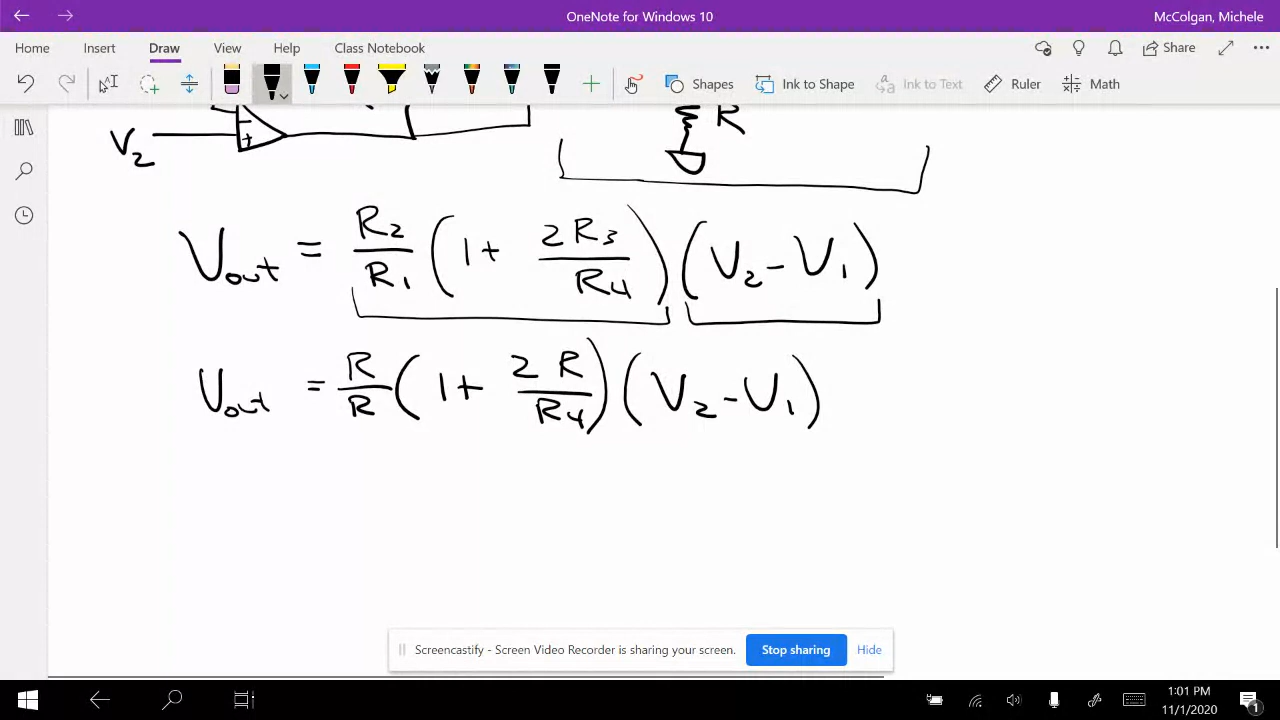 OneNote for Windows 10
McColgan, Michele
Home Insert Draw View Help Class Notebook Share
Shapes Ink to Shape Ink to Text Ruler Math
R
V2
Vout = R2/R1 (1 + 2R3/R4) (V2 - V1)
Vout = R/R (1 + 2R/R4) (V2 - V1)
Screencastify - Screen Video Recorder is sharing your screen. Stop sharing Hide
1:01 PM
11/1/2020
1